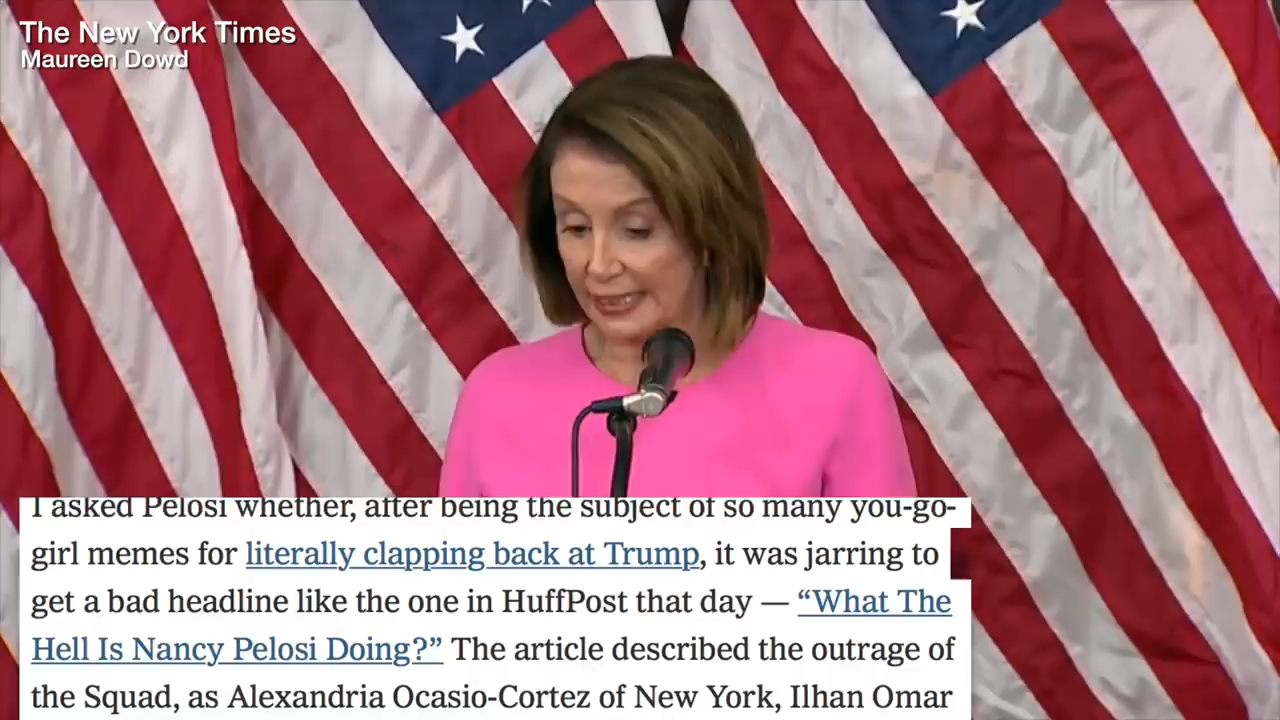 The New York Times
Maureen Dowd
I asked Pelosi whether, after being the subject of so many you-go-
girl memes for literally clapping back at Trump, it was jarring to
get a bad headline like the one in HuffPost that day — “What The
Hell Is Nancy Pelosi Doing?” The article described the outrage of
the Squad, as Alexandria Ocasio-Cortez of New York, Ilhan Omar